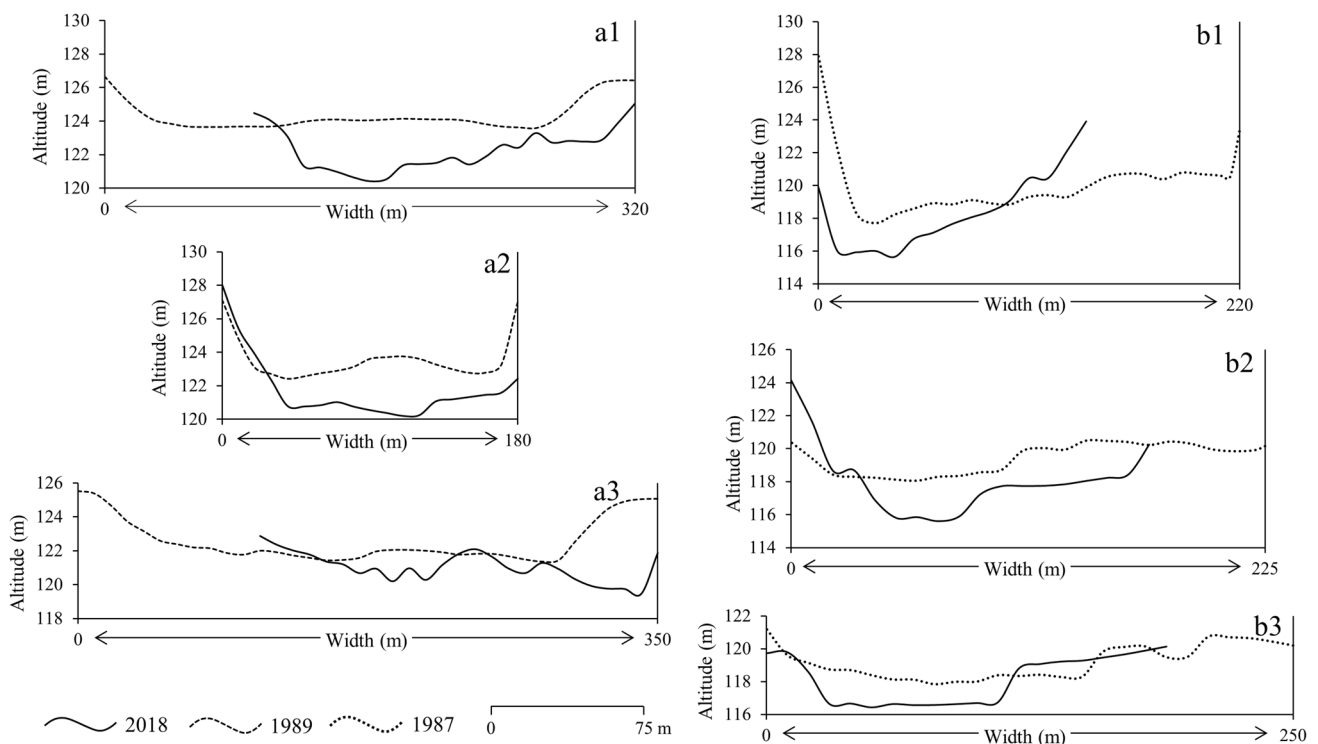 a1
Altitude (m)
130
128
126
124
122
120
0
Width (m)
320
a2
Altitude (m)
130
128
126
124
122
120
0
Width (m)
180
a3
Altitude (m)
126
124
122
120
118
0
Width (m)
350
2018
1989
1987
0
75 m
b1
Altitude (m)
130
128
126
124
122
120
118
116
114
0
Width (m)
220
b2
Altitude (m)
126
124
122
120
118
116
114
0
Width (m)
225
b3
Altitude (m)
122
120
118
116
0
Width (m)
250